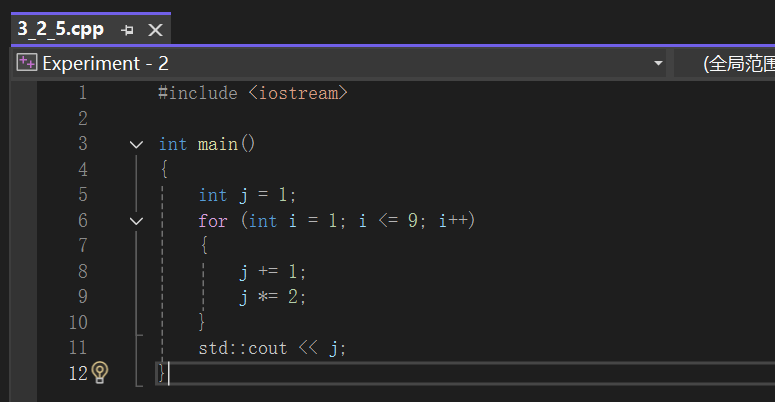 3_2_5.cpp
Experiment - 2 (全局范围
1 #include <iostream>
2
3 int main()
4 {
5 int j = 1;
6 for (int i = 1; i <= 9; i++)
7 {
8 j += 1;
9 j *= 2;
10 }
11 std::cout << j;
12 }